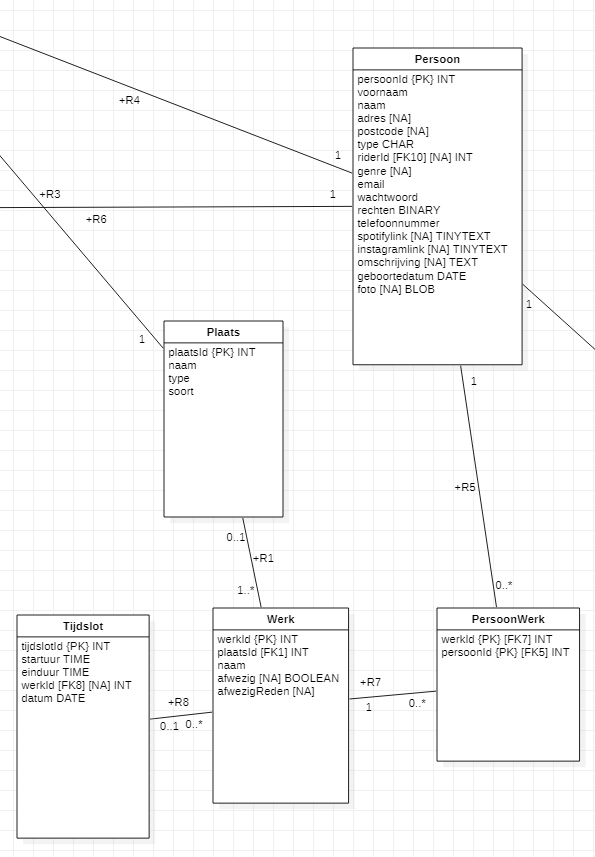 Persoon
persoonId {PK} INT
voornaam
naam
adres [NA]
postcode [NA]
type CHAR
riderId [FK10] [NA] INT
genre [NA]
email
wachtwoord
rechten BINARY
telefoonnummer
spotifylink [NA] TINYTEXT
instagramlink [NA] TINYTEXT
omschrijving [NA] TEXT
geboortedatum DATE
foto [NA] BLOB
+R4
1
+R3
1
+R6
1
1
Plaats
plaatsId {PK} INT
naam
type
soort
1
+R5
0..*
0..1
+R1
1..*
Tijdslot
tijdslotId {PK} INT
startuur TIME
einduur TIME
werkId [FK8] [NA] INT
datum DATE
+R8
0..1
0..*
Werk
werkId {PK} INT
plaatsId [FK1] INT
naam
afwezig [NA] BOOLEAN
afwezigReden [NA]
+R7
1
0..*
PersoonWerk
werkId {PK} [FK7] INT
persoonId {PK} [FK5] INT